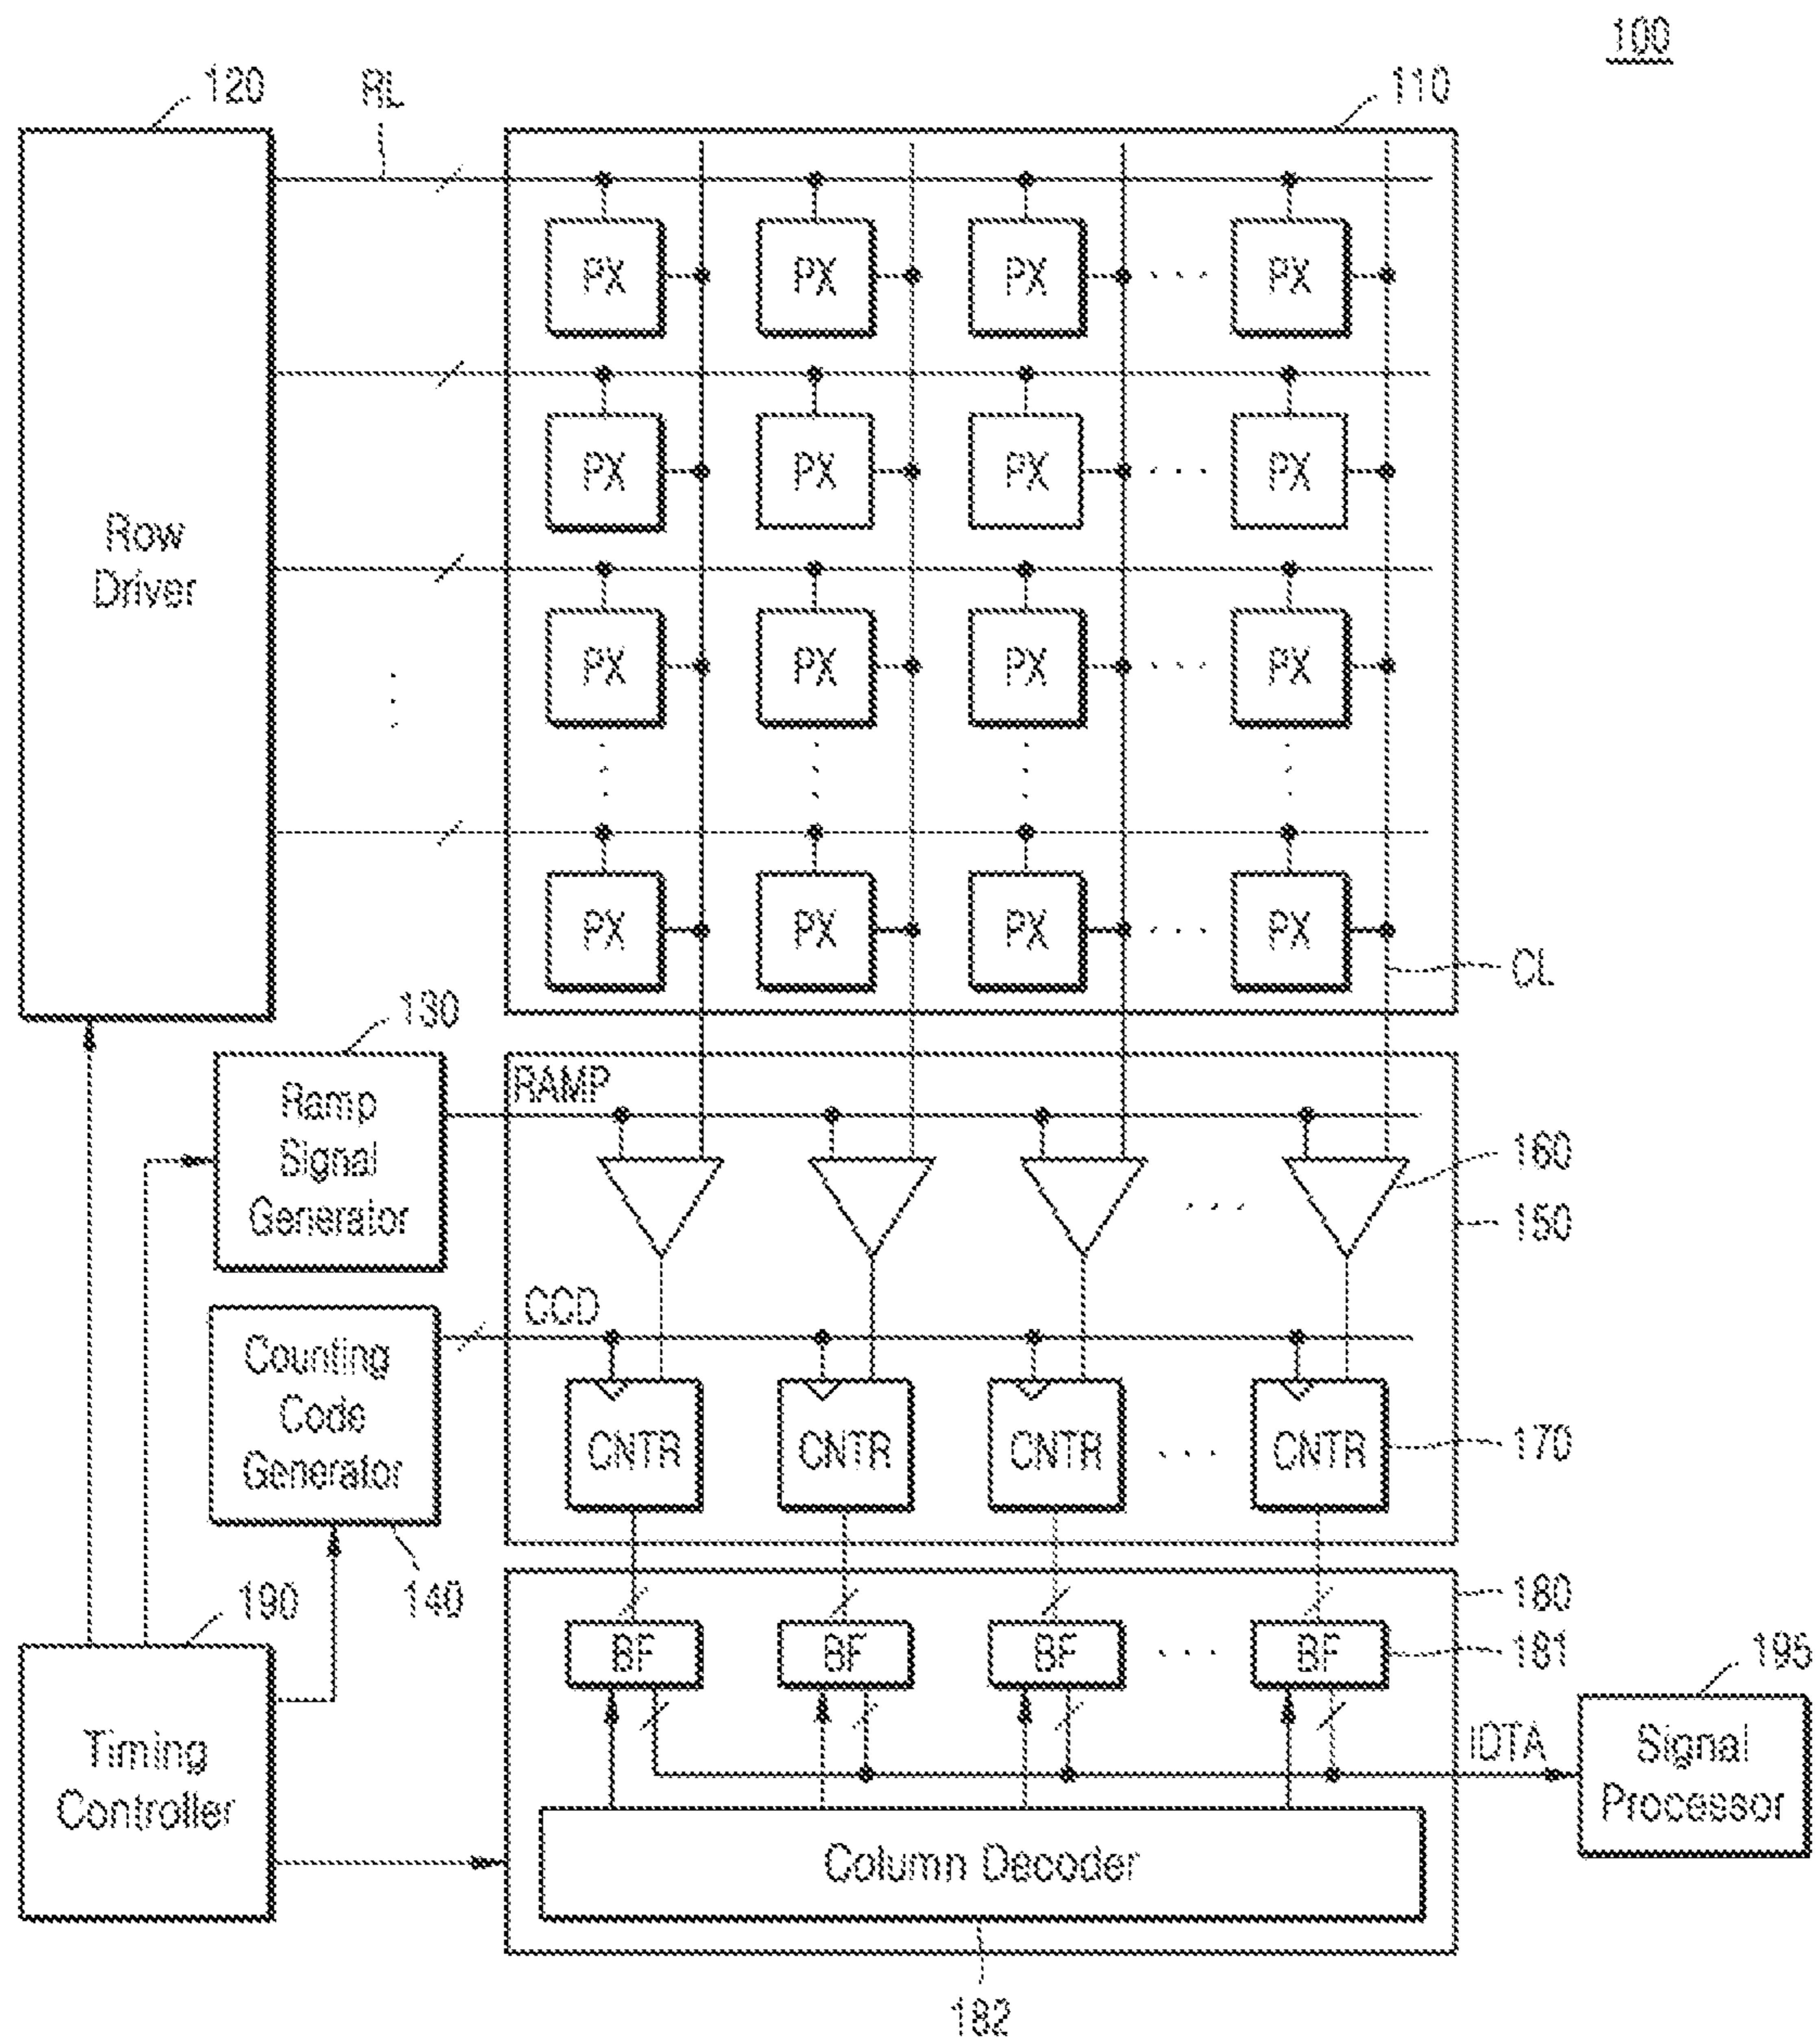 100
120
RL
110
PX PX PX PX
PX PX PX PX
Row
Driver
PX PX PX PX
PX PX PX PX
CL
130
RAMP
Ramp
Signal
Generator
160
150
CCD
Counting
Code
Generator
CNTR CNTR CNTR CNTR
170
140
190
180
BF BF BF BF
181
195
Timing
Controller
IDTA
Signal
Processor
Column Decoder
182